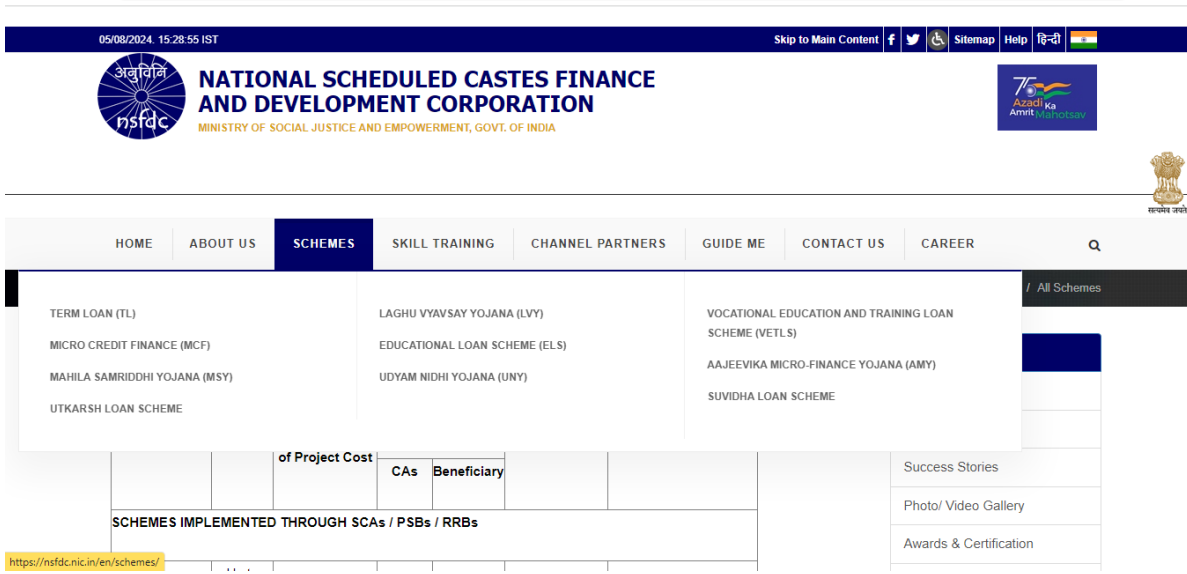 05/08/2024. 15:28:55 IST
Skip to Main Content
Sitemap
Help
हिन्दी
अनुविनि
nsfdc
NATIONAL SCHEDULED CASTES FINANCE
AND DEVELOPMENT CORPORATION
MINISTRY OF SOCIAL JUSTICE AND EMPOWERMENT, GOVT. OF INDIA
75
Azadi Ka
Amrit Mahotsav
सत्यमेव जयते
HOME ABOUT US SCHEMES SKILL TRAINING CHANNEL PARTNERS GUIDE ME CONTACT US CAREER
/ All Schemes
TERM LOAN (TL)
MICRO CREDIT FINANCE (MCF)
MAHILA SAMRIDDHI YOJANA (MSY)
UTKARSH LOAN SCHEME
LAGHU VYAVSAY YOJANA (LVY)
EDUCATIONAL LOAN SCHEME (ELS)
UDYAM NIDHI YOJANA (UNY)
VOCATIONAL EDUCATION AND TRAINING LOAN
SCHEME (VETLS)
AAJEEVIKA MICRO-FINANCE YOJANA (AMY)
SUVIDHA LOAN SCHEME
of Project Cost
CAs Beneficiary
SCHEMES IMPLEMENTED THROUGH SCAs / PSBs / RRBs
Success Stories
Photo/ Video Gallery
Awards & Certification
https://nsfdc.nic.in/en/schemes/